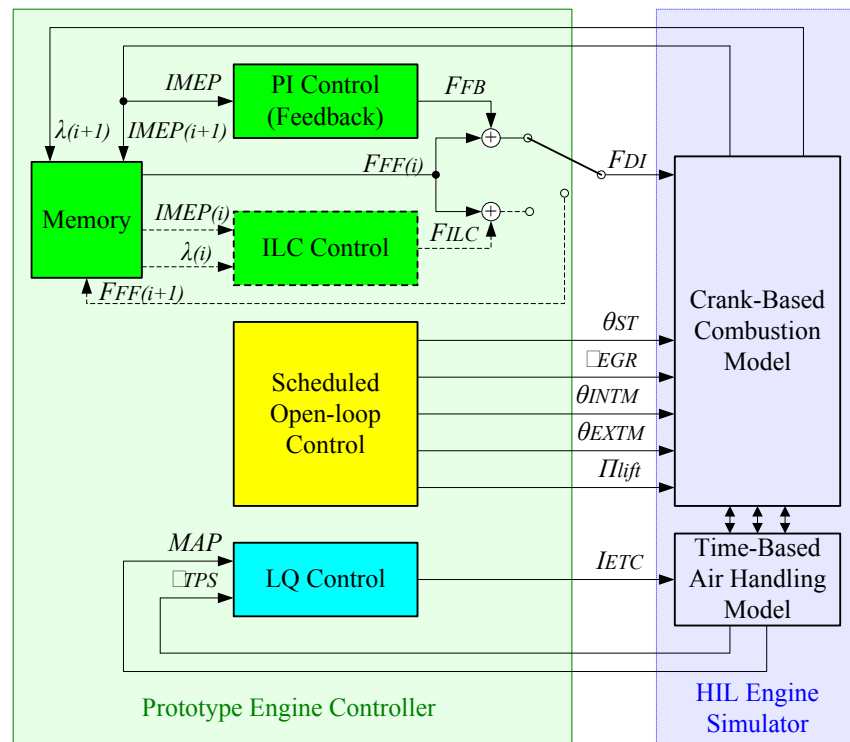 IMEP
PI Control
(Feedback)
FFB
λ(i+1)
IMEP(i+1)
FFF(i)
FDI
Memory
IMEP(i)
λ(i)
ILC Control
FILC
FFF(i+1)
Crank-Based
Combustion
Model
Scheduled
Open-loop
Control
θST
□EGR
θINTM
θEXTM
Πlift
MAP
□TPS
LQ Control
IETC
Time-Based
Air Handling
Model
Prototype Engine Controller
HIL Engine
Simulator